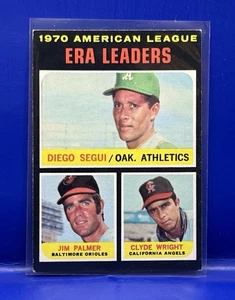 1970 AMERICAN LEAGUE
ERA LEADERS
A
DIEGO SEGUI/OAK. ATHLETICS
JIM PALMER
BALTIMORE ORIOLES
CLYDE WRIGHT
CALIFORNIA ANGELS